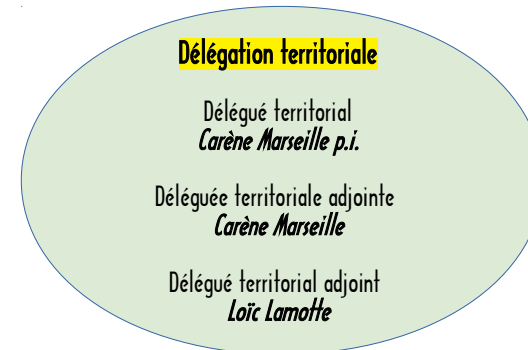 Délégation territoriale
Délégué territorial
Carène Marseille p.i.
Déléguée territoriale adjointe
Carène Marseille
Délégué territorial adjoint
Loïc Lamotte